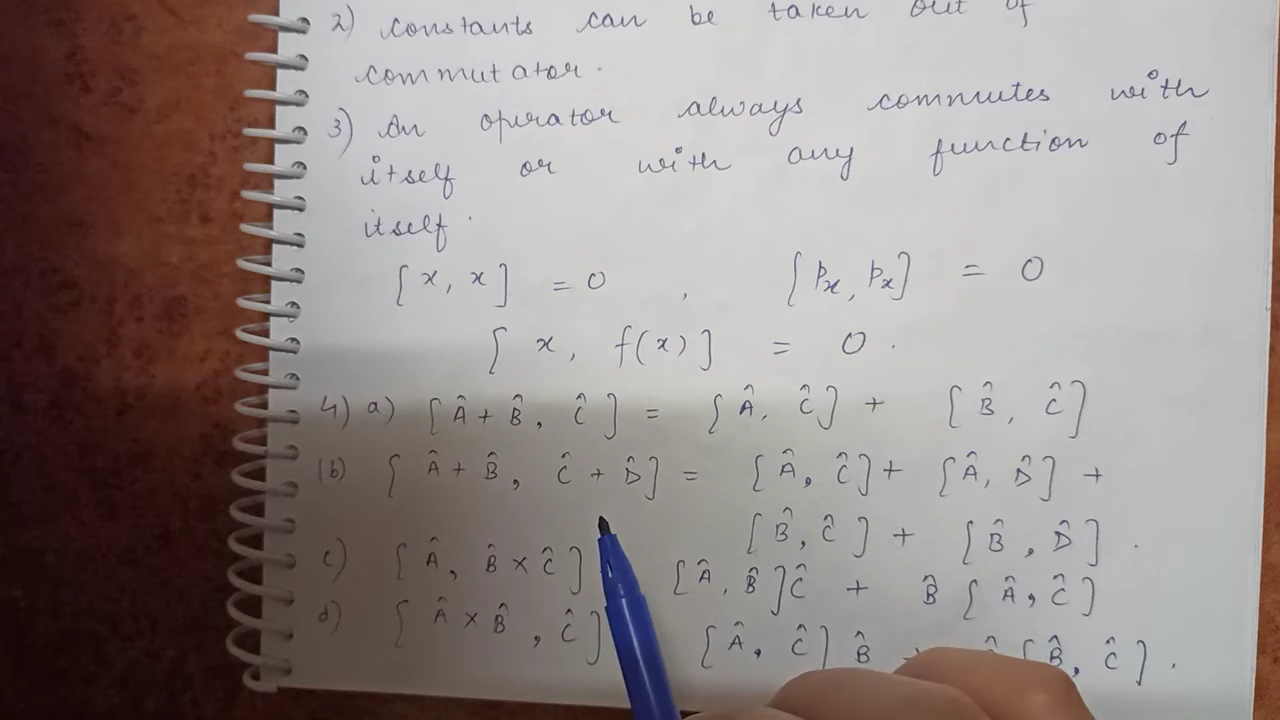 2) constants can be taken out of
commutator.
3) An operator always commutes with
itself or with any function of
itself.
[x, x] = 0 , [px, px] = 0
[x, f(x)] = 0.
4) a) [Â + B̂, Ĉ] = [Â, Ĉ] + [B̂, Ĉ]
(b) [Â + B̂, Ĉ + D̂] = [Â, Ĉ] + [Â, D̂] +
[B̂, Ĉ] + [B̂, D̂].
c) [Â, B̂ × Ĉ] [Â, B̂]Ĉ + B̂ [Â, Ĉ]
d) [Â × B̂, Ĉ] [Â, Ĉ] B̂ + [B̂, Ĉ].